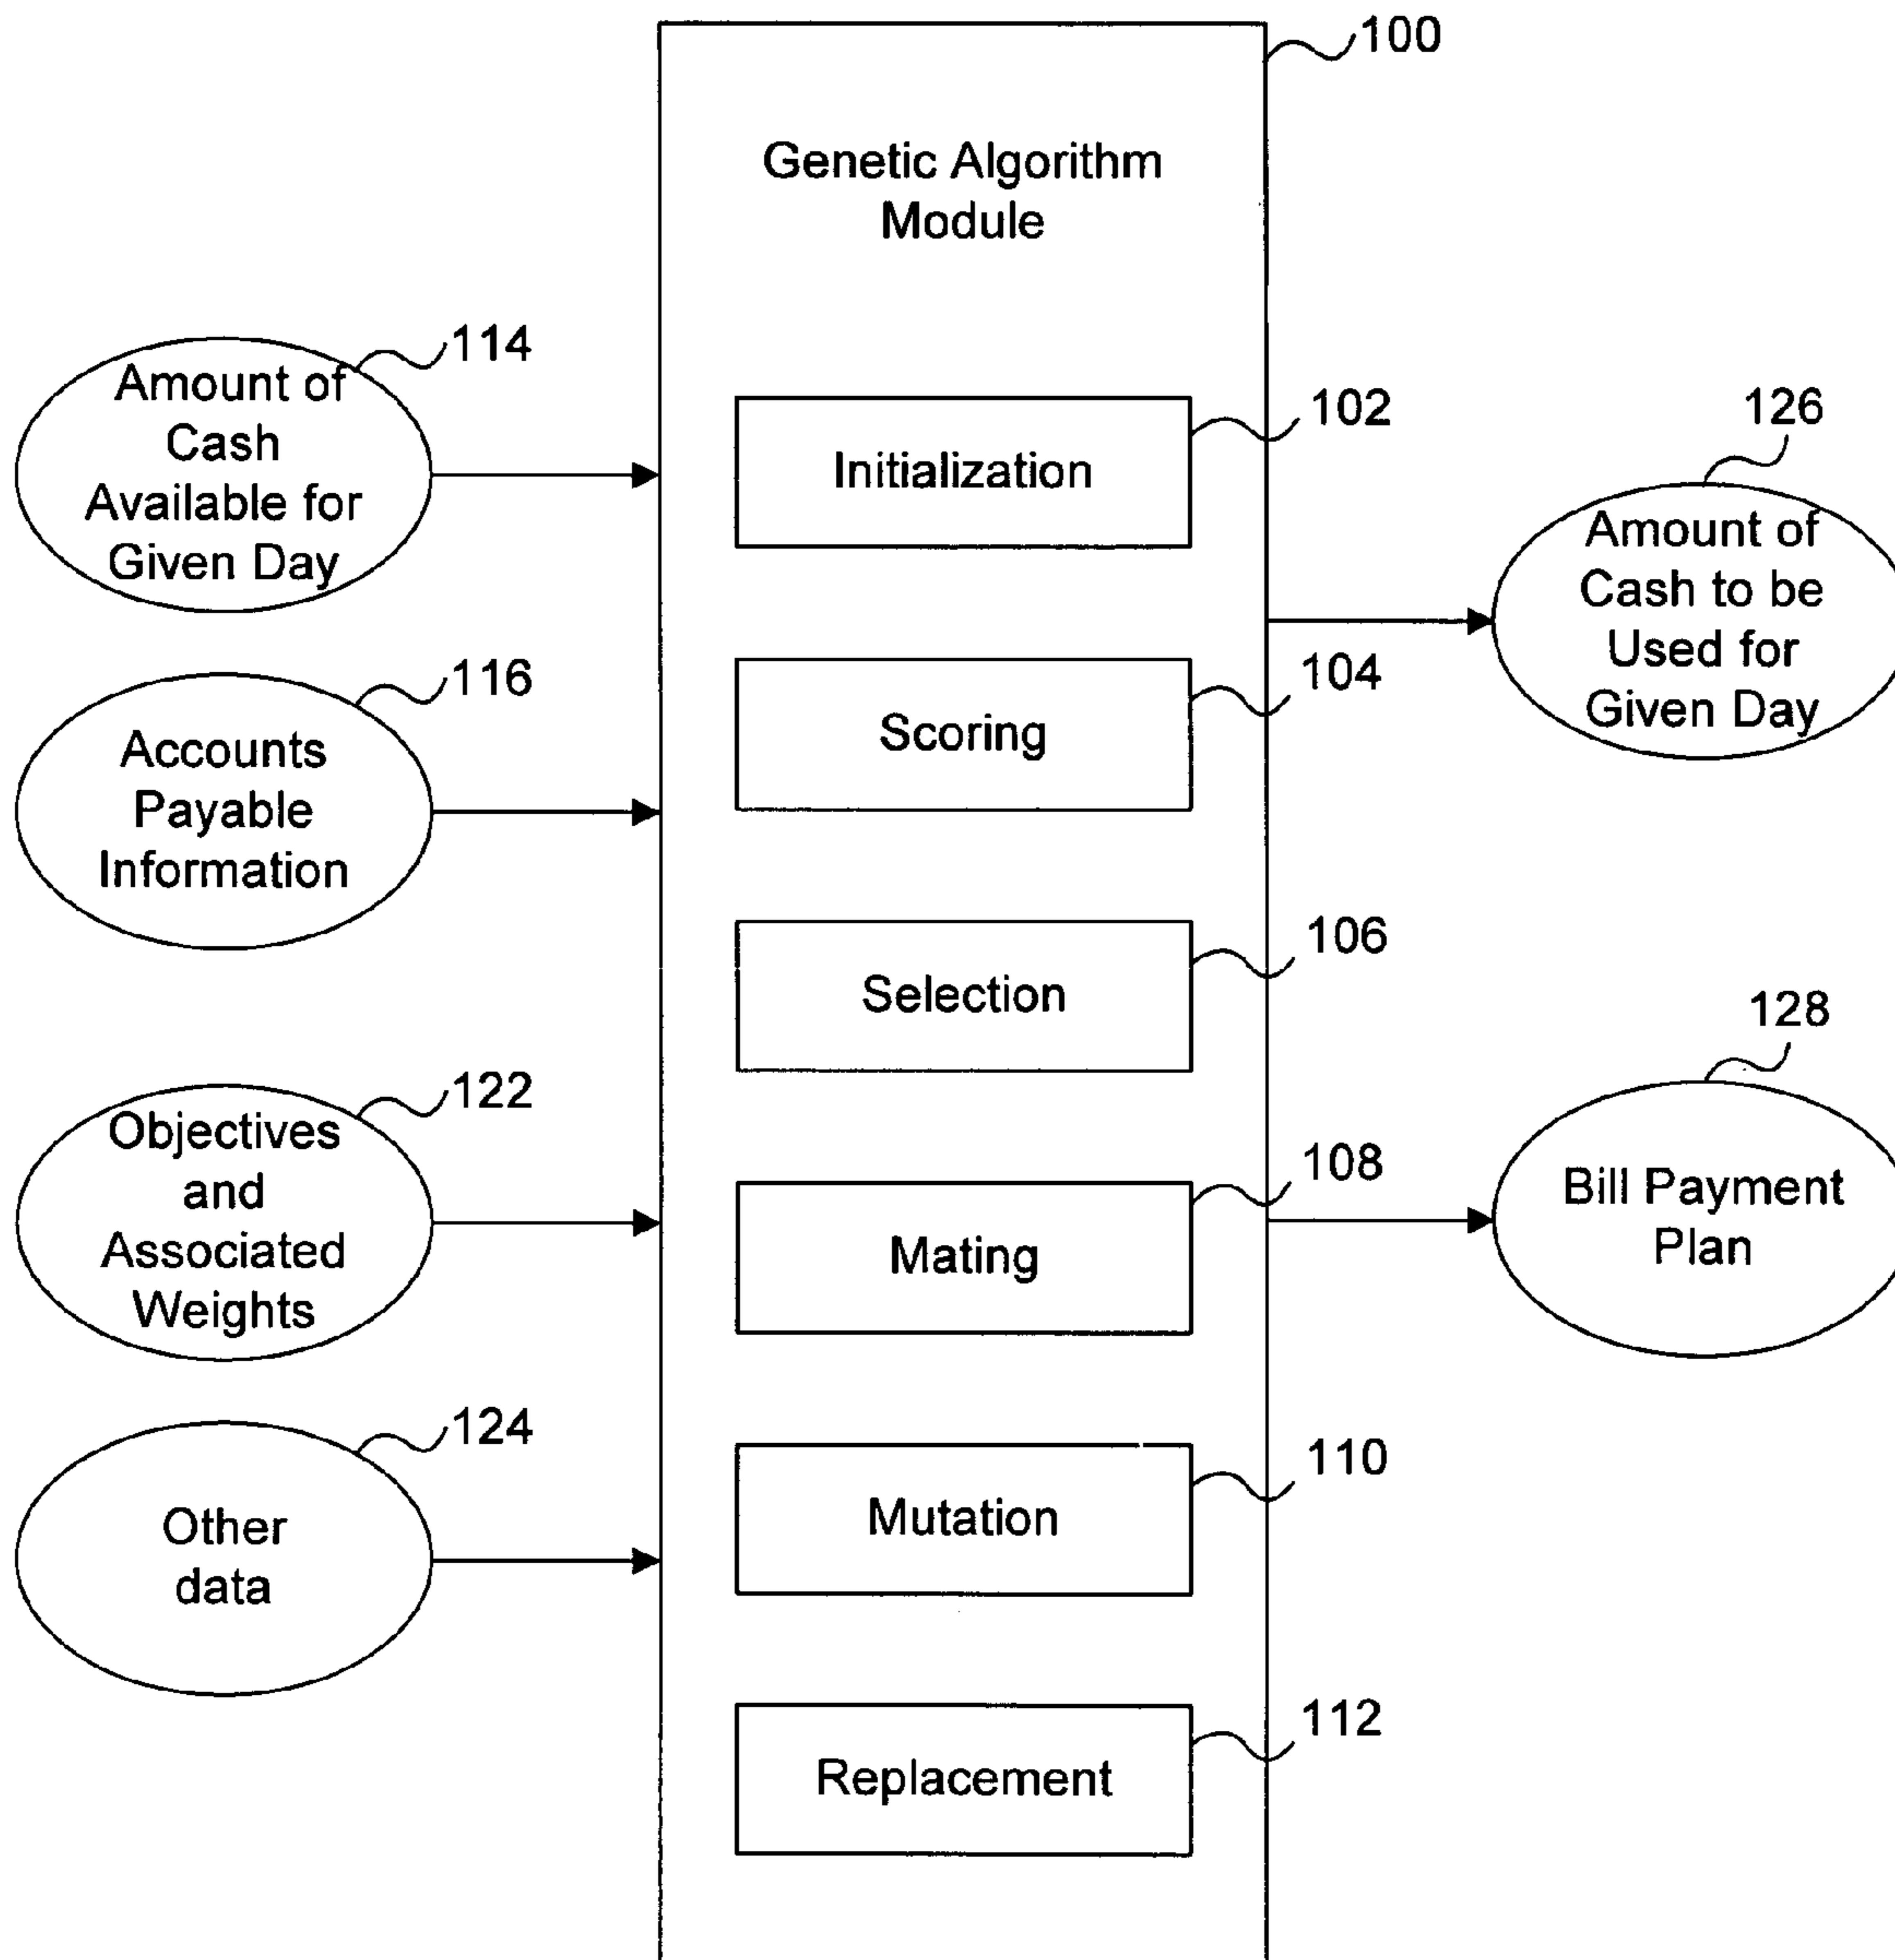 100
Genetic Algorithm
Module
114
Amount of
Cash
Available for
Given Day
102
Initialization
126
Amount of
Cash to be
Used for
Given Day
116
Accounts
Payable
Information
104
Scoring
106
Selection
128
Bill Payment
Plan
122
Objectives
and
Associated
Weights
108
Mating
124
Other
data
110
Mutation
112
Replacement